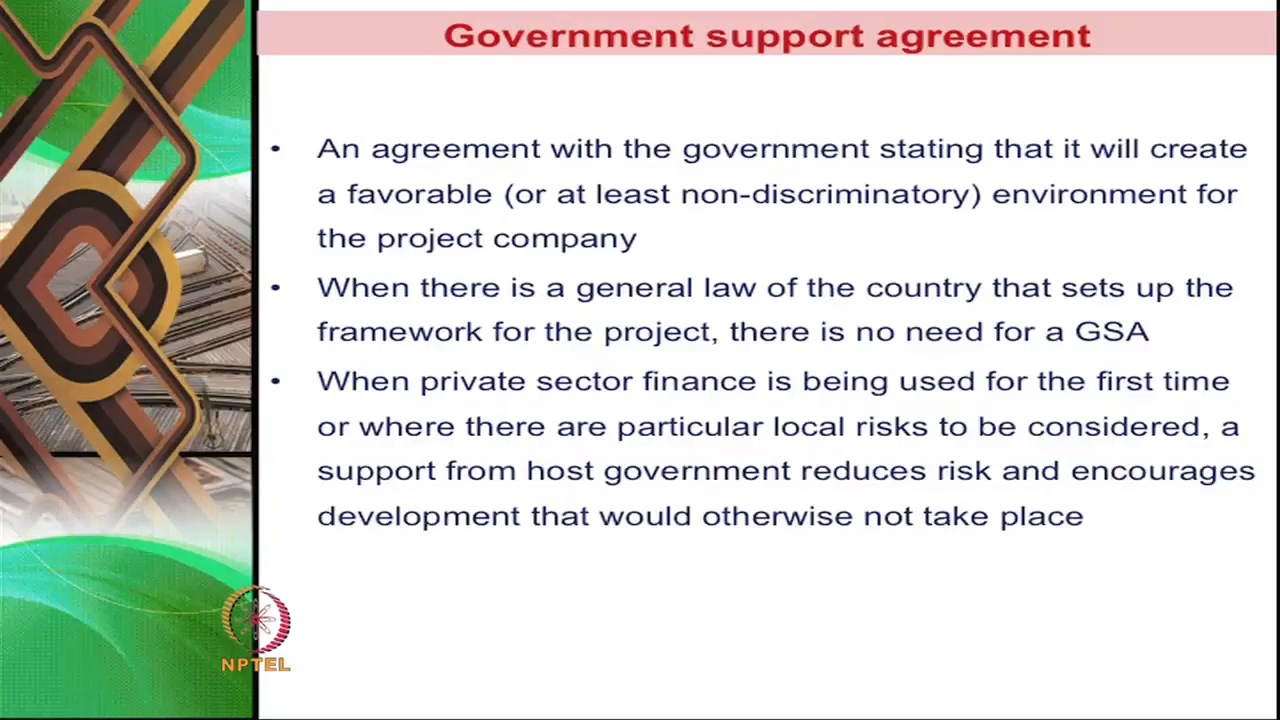 Government support agreement
• An agreement with the government stating that it will create
a favorable (or at least non-discriminatory) environment for
the project company
• When there is a general law of the country that sets up the
framework for the project, there is no need for a GSA
• When private sector finance is being used for the first time
or where there are particular local risks to be considered, a
support from host government reduces risk and encourages
development that would otherwise not take place
NPTEL